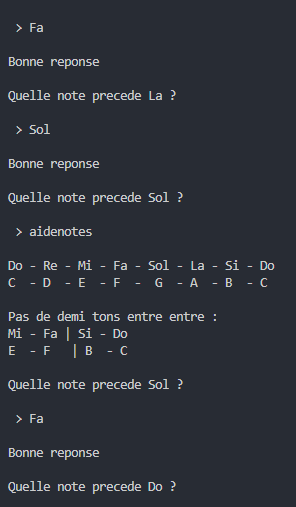 > Fa
Bonne reponse
Quelle note precede La ?
> Sol
Bonne reponse
Quelle note precede Sol ?
> aidenotes
Do - Re - Mi - Fa - Sol - La - Si - Do
C  - D  - E  - F  -  G  - A  - B  - C
Pas de demi tons entre entre :
Mi - Fa | Si - Do
E  - F   | B  - C
Quelle note precede Sol ?
> Fa
Bonne reponse
Quelle note precede Do ?